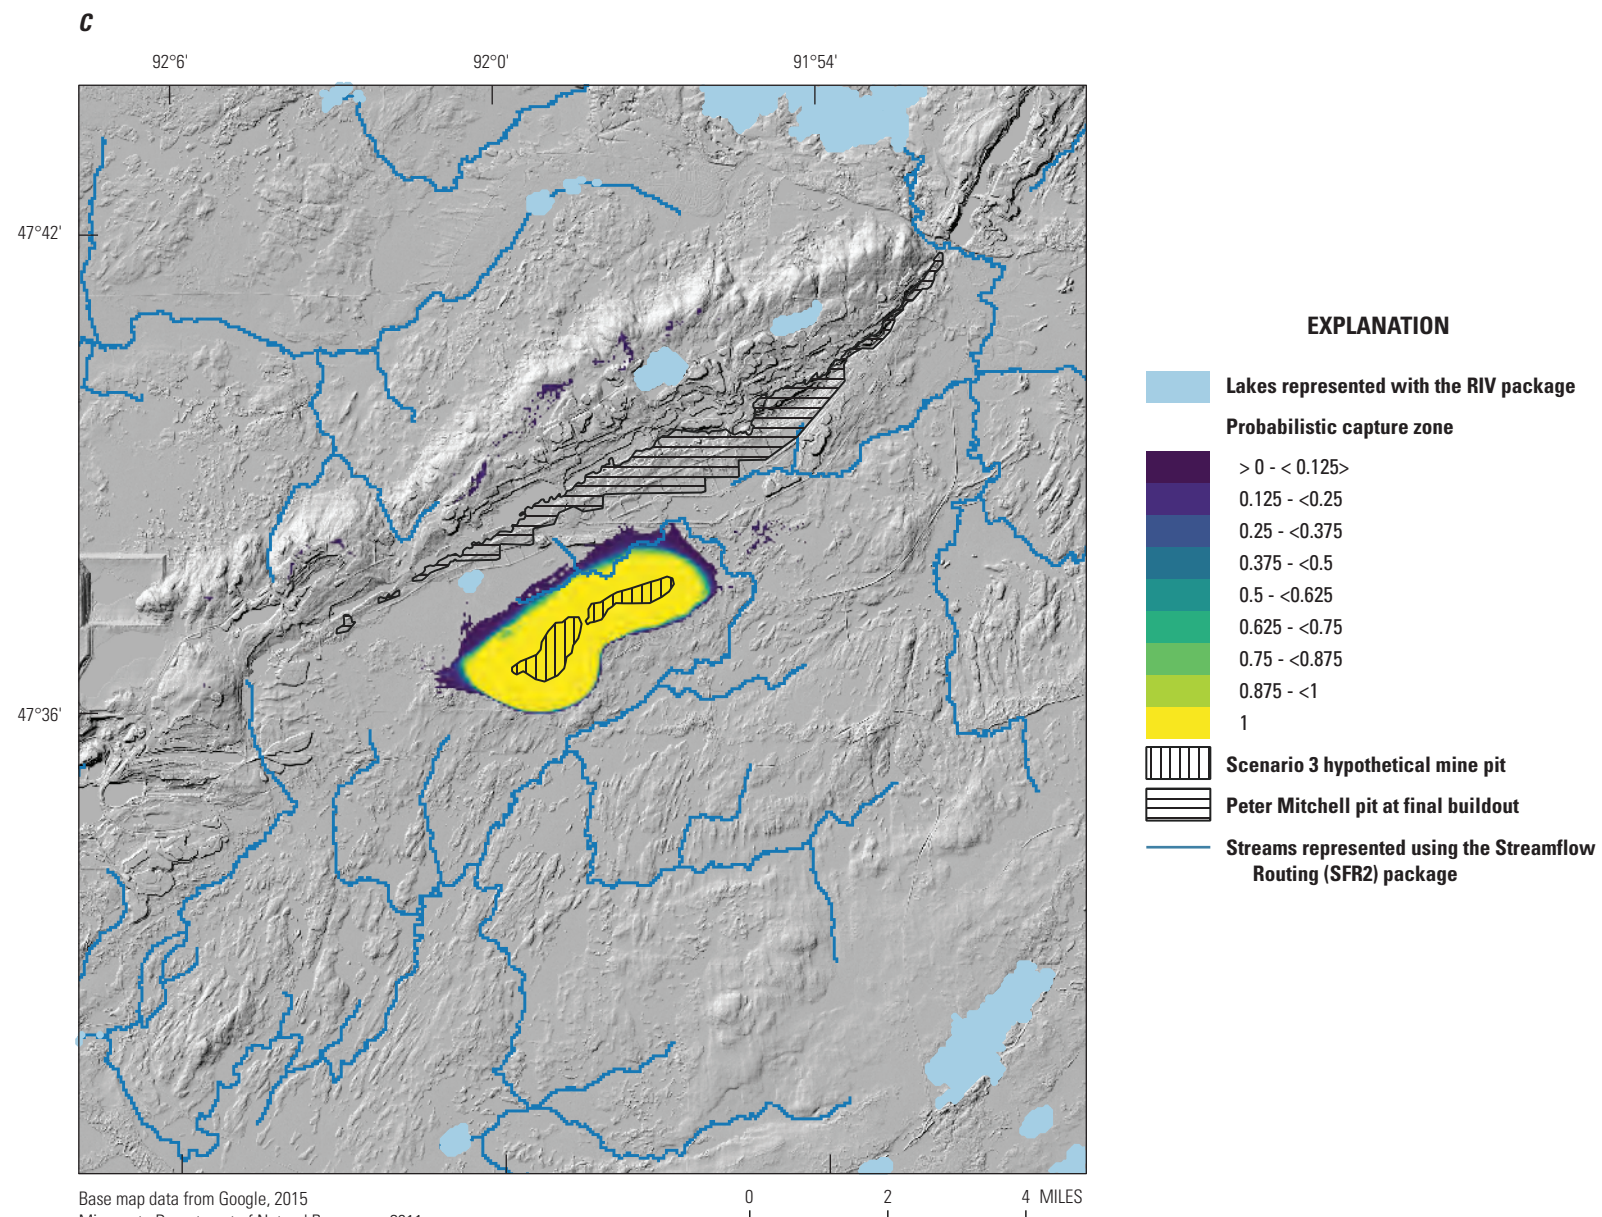 C
92°6'
92°0'
91°54'
47°42'
47°36'
EXPLANATION
Lakes represented with the RIV package
Probabilistic capture zone
> 0 - < 0.125>
0.125 - <0.25
0.25 - <0.375
0.375 - <0.5
0.5 - <0.625
0.625 - <0.75
0.75 - <0.875
0.875 - <1
1
Scenario 3 hypothetical mine pit
Peter Mitchell pit at final buildout
Streams represented using the Streamflow
Routing (SFR2) package
Base map data from Google, 2015
0 2 4 MILES